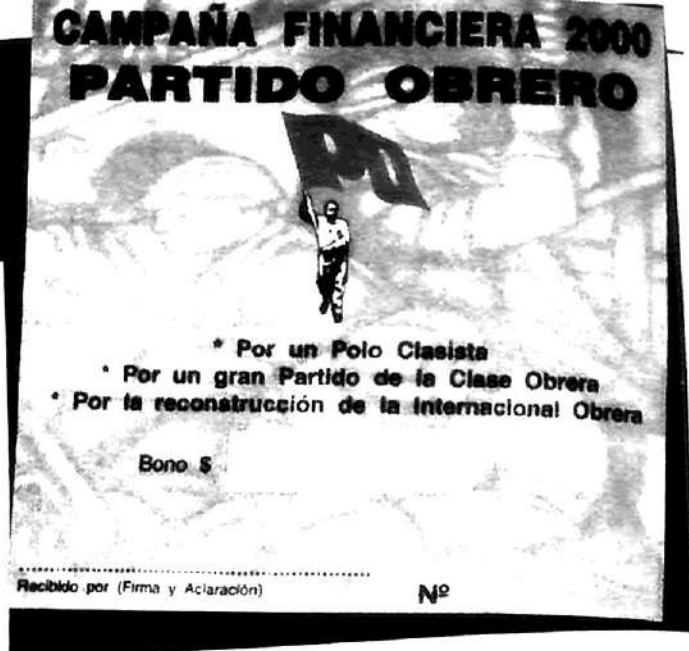 CAMPAÑA FINANCIERA 2000
PARTIDO OBRERO
PO
* Por un Polo Clasista
* Por un gran Partido de la Clase Obrera
* Por la reconstrucción de la Internacional Obrera
Bono $
Recibido por (Firma y Aclaración)
Nº